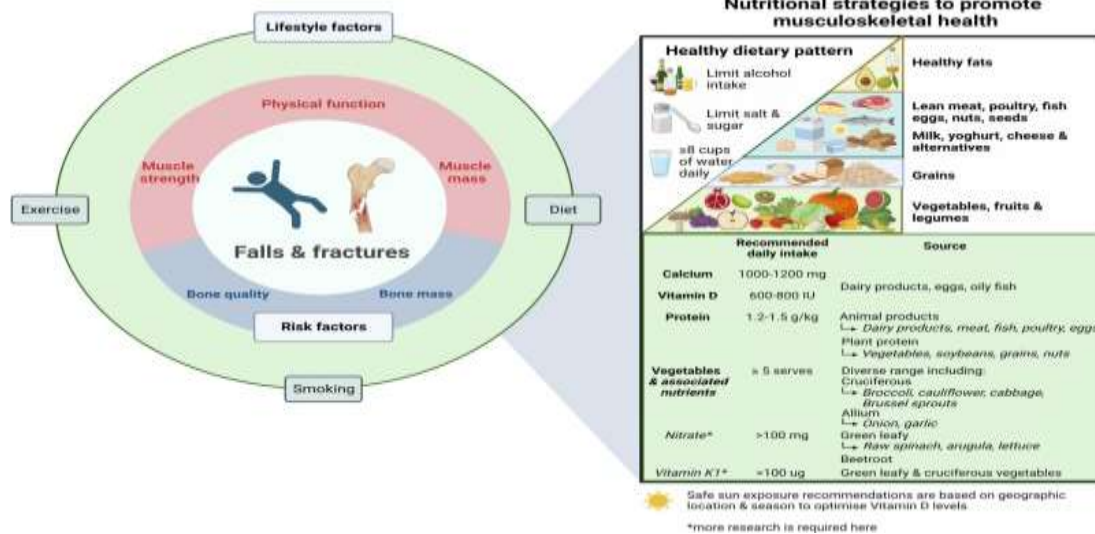 Lifestyle factors
Physical function
Muscle
strength
Muscle
mass
Exercise
Diet
Falls & fractures
Bone quality
Bone mass
Risk factors
Smoking
Nutritional strategies to promote
musculoskeletal health
Healthy dietary pattern
Limit alcohol
intake
Limit salt &
sugar
≥8 cups
of water
daily
Healthy fats
Lean meat, poultry, fish
eggs, nuts, seeds
Milk, yoghurt, cheese &
alternatives
Grains
Vegetables, fruits &
legumes
Recommended
daily intake
Source
Calcium 1000-1200 mg
Vitamin D 600-800 IU
Dairy products, eggs, oily fish
Protein 1.2-1.5 g/kg Animal products
Dairy products, meat, fish, poultry, eggs
Plant protein
Vegetables, soybeans, grains, nuts
Vegetables ≥ 5 serves Diverse range including:
& associated Cruciferous
nutrients Broccoli, cauliflower, cabbage,
Brussel sprouts
Allium
Onion, garlic
Nitrate* >100 mg Green leafy
Raw spinach, arugula, lettuce
Beetroot
Vitamin K1* 100 ug Green leafy & cruciferous vegetables
Safe sun exposure recommendations are based on geographic
location & season to optimise Vitamin D levels
*more research is required here